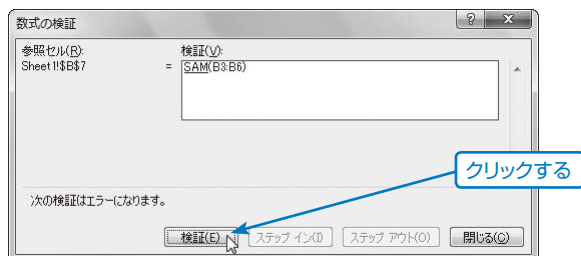 数式の検証
参照セル(R):
検証(V):
Sheet1!$B$7
= SAM(B3:B6)
クリックする
次の検証はエラーになります。
検証(E) ステップ イン(I) ステップ アウト(O) 閉じる(C)